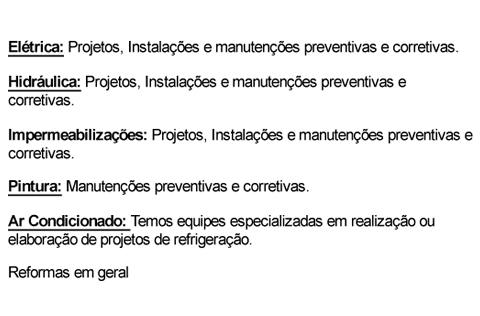 Elétrica: Projetos, Instalações e manutenções preventivas e corretivas.
Hidráulica: Projetos, Instalações e manutenções preventivas e
corretivas.
Impermeabilizações: Projetos, Instalações e manutenções preventivas e
corretivas.
Pintura: Manutenções preventivas e corretivas.
Ar Condicionado: Temos equipes especializadas em realização ou
elaboração de projetos de refrigeração.
Reformas em geral